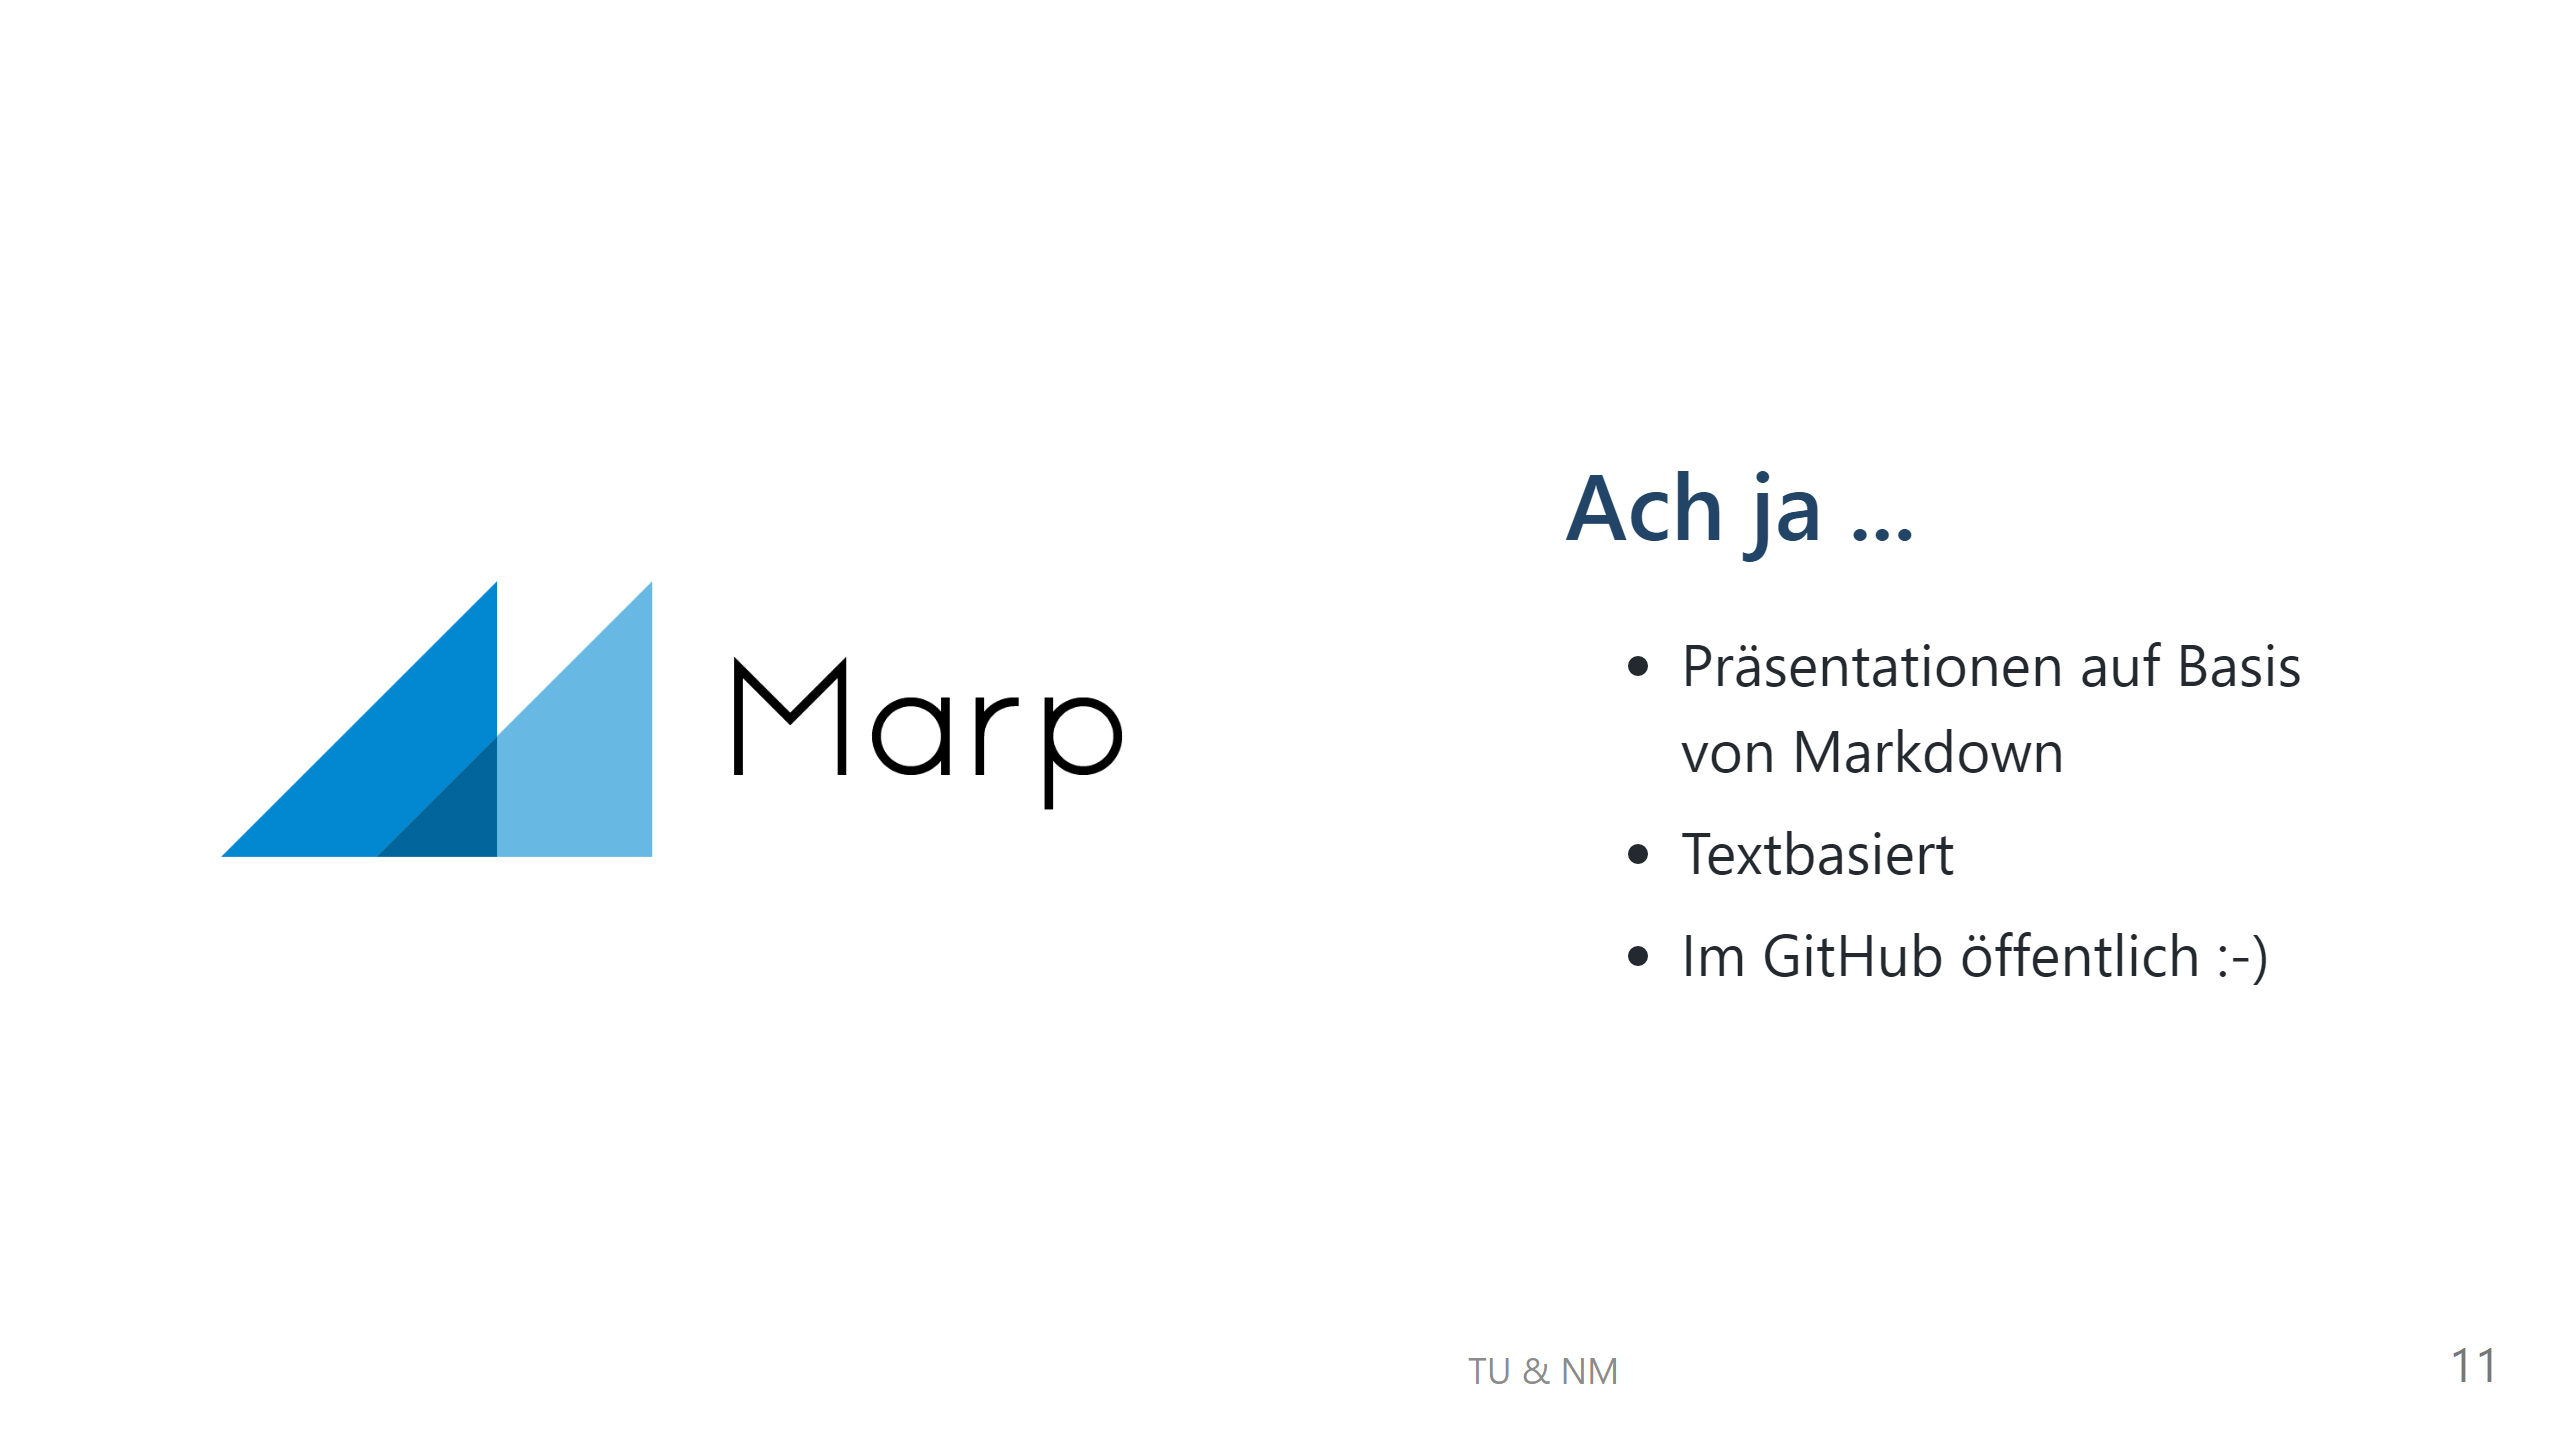 Marp
Ach ja ...
• Präsentationen auf Basis
von Markdown
• Textbasiert
• Im GitHub öffentlich :-)
TU & NM
11